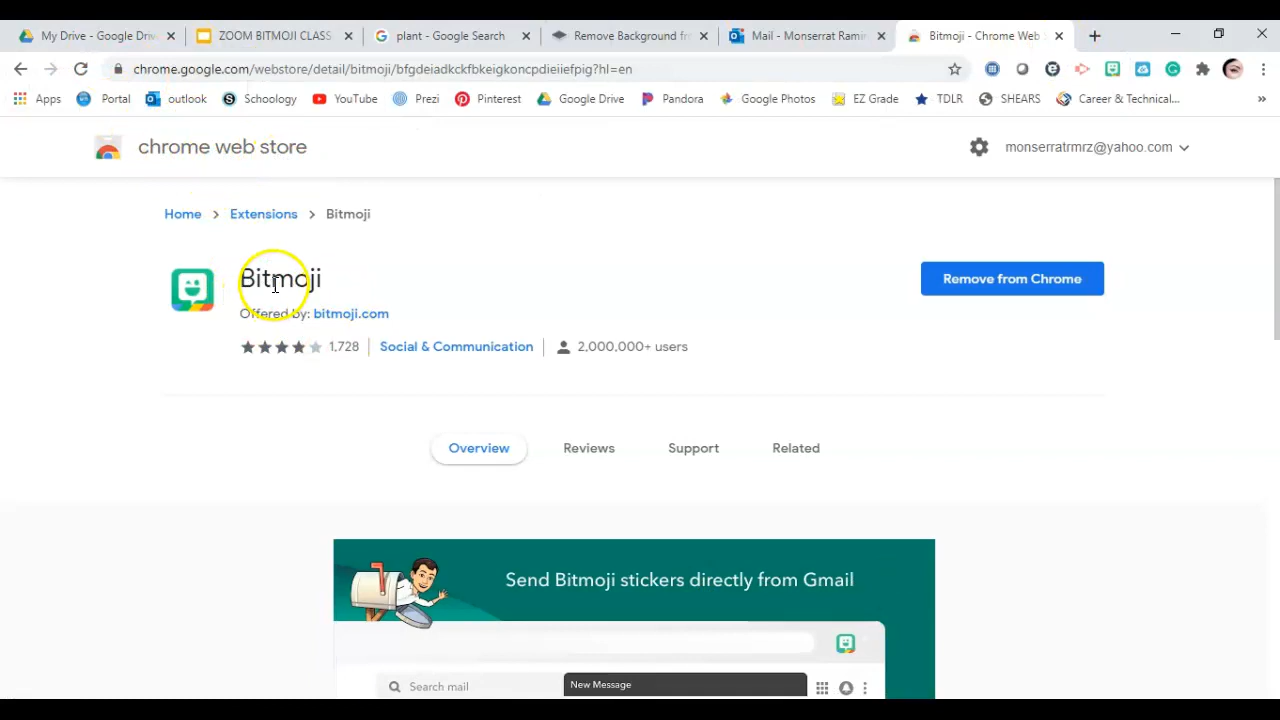 My Drive - Google Driv
ZOOM BITMOJI CLASS
plant - Google Search
Remove Background fr
Mail - Monserrat Ramir
Bitmoji - Chrome Web S
chrome.google.com/webstore/detail/bitmoji/bfgdeiadkckfbkeigkoncpdieiiefpig?hl=en
Apps
Portal
outlook
Schoology
YouTube
Prezi
Pinterest
Google Drive
Pandora
Google Photos
EZ Grade
TDLR
SHEARS
Career & Technical...
chrome web store
monserratrmrz@yahoo.com
Home > Extensions > Bitmoji
Bitmoji
Remove from Chrome
Offered by: bitmoji.com
1,728
Social & Communication
2,000,000+ users
Overview
Reviews
Support
Related
Send Bitmoji stickers directly from Gmail
Search mail
New Message